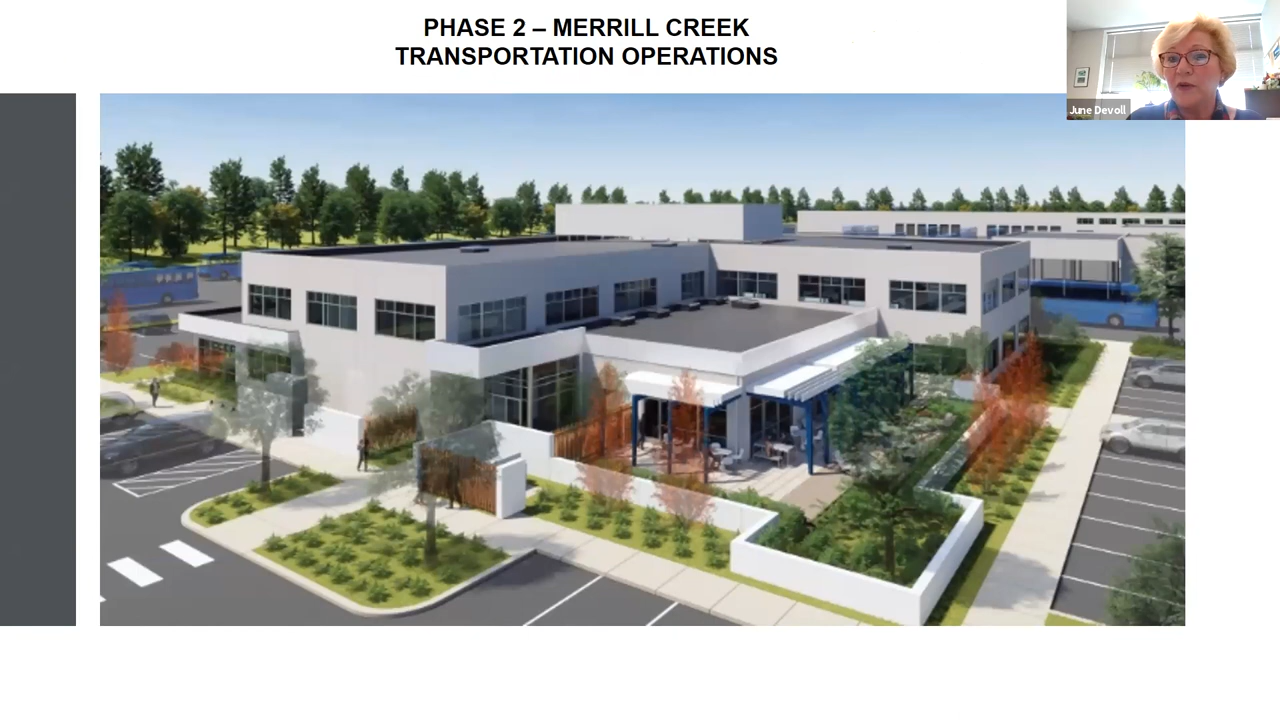 PHASE 2 – MERRILL CREEK
TRANSPORTATION OPERATIONS
June Devoll